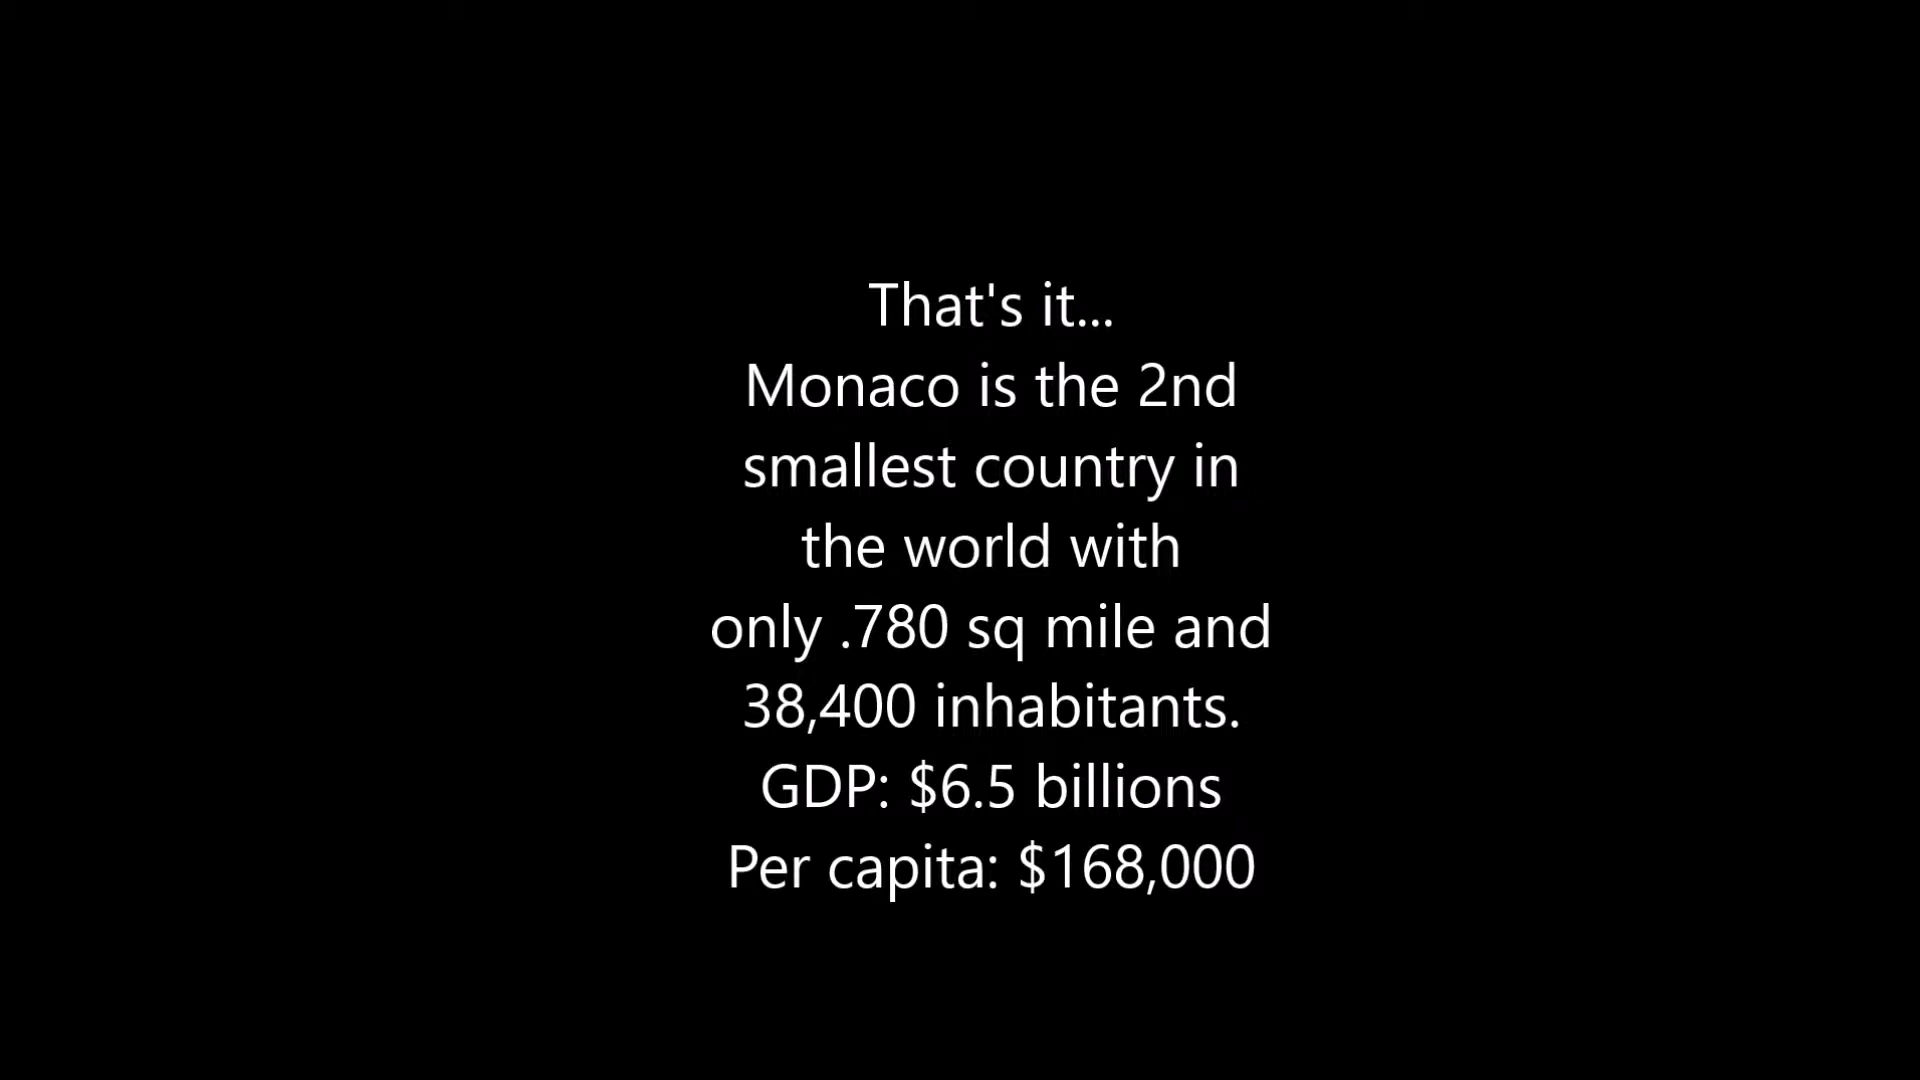 That's it...
Monaco is the 2nd
smallest country in
the world with
only .780 sq mile and
38,400 inhabitants.
GDP: $6.5 billions
Per capita: $168,000